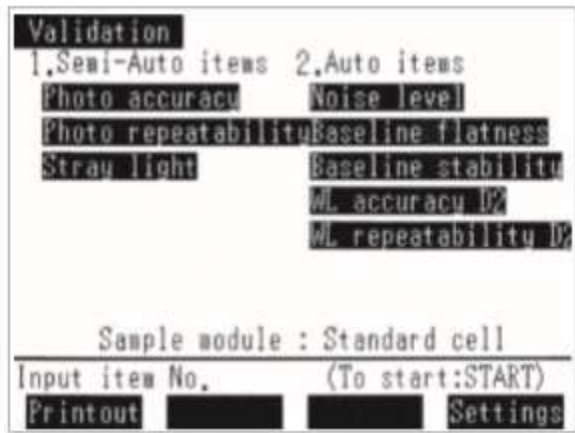 Validation
1.Semi-Auto items 2.Auto items
Photo accuracy Noise level
Photo repeatability Baseline flatness
Stray light Baseline stability
WL accuracy D2
WL repeatability D2
Sample module : Standard cell
Input item No. (To start:START)
Printout Settings